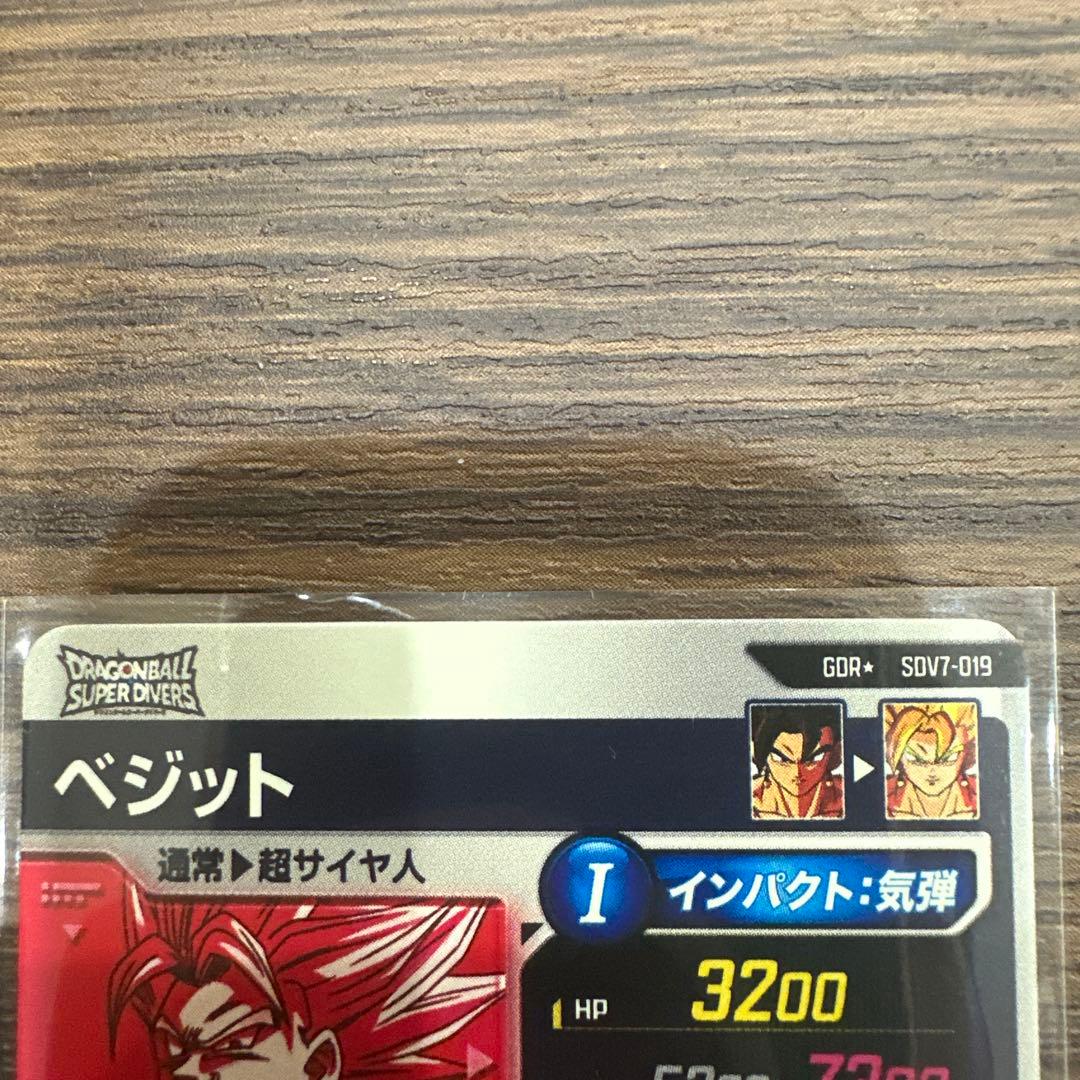 DRAGONBALL
SUPER DIVERS
GDR★ SDV7-019
ベジット
通常▶超サイヤ人
I インパクト:気弾
HP 3200